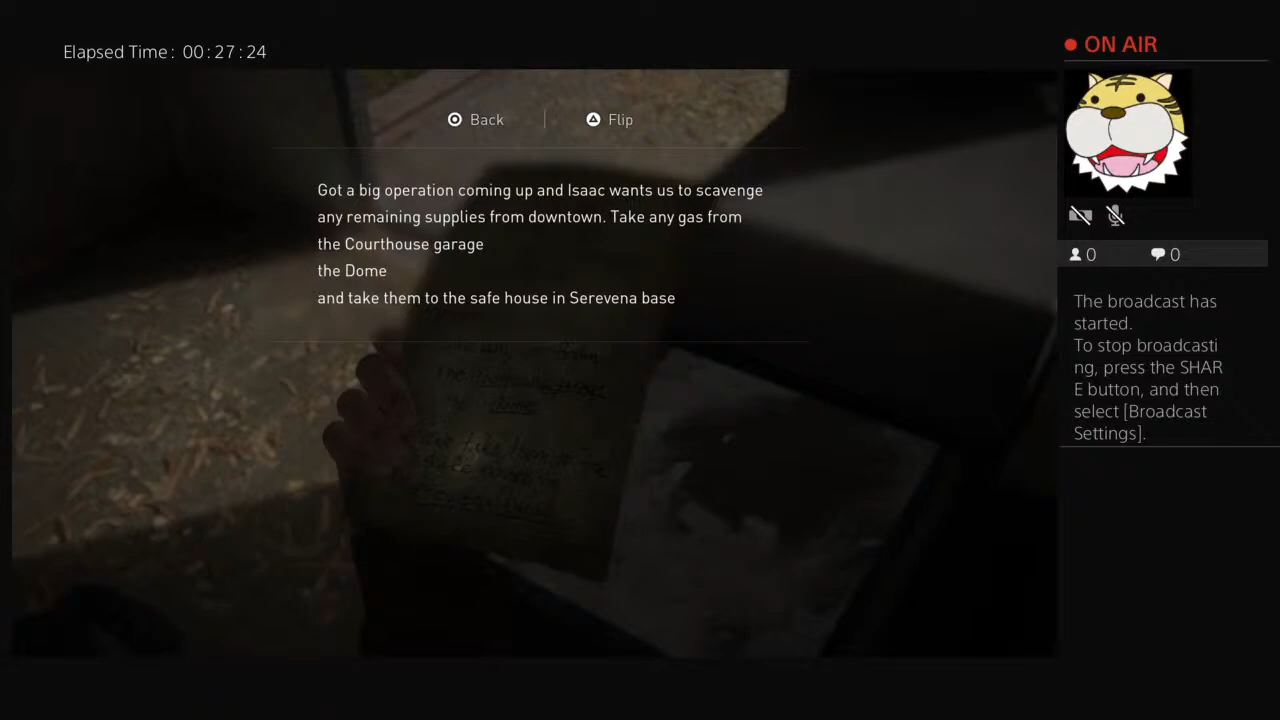 Elapsed Time: 00:27:24
ON AIR
Back
Flip
Got a big operation coming up and Isaac wants us to scavenge
any remaining supplies from downtown. Take any gas from
the Courthouse garage
the Dome
and take them to the safe house in Serevena base
0
0
The broadcast has
started.
To stop broadcasti
ng, press the SHAR
E button, and then
select [Broadcast
Settings].